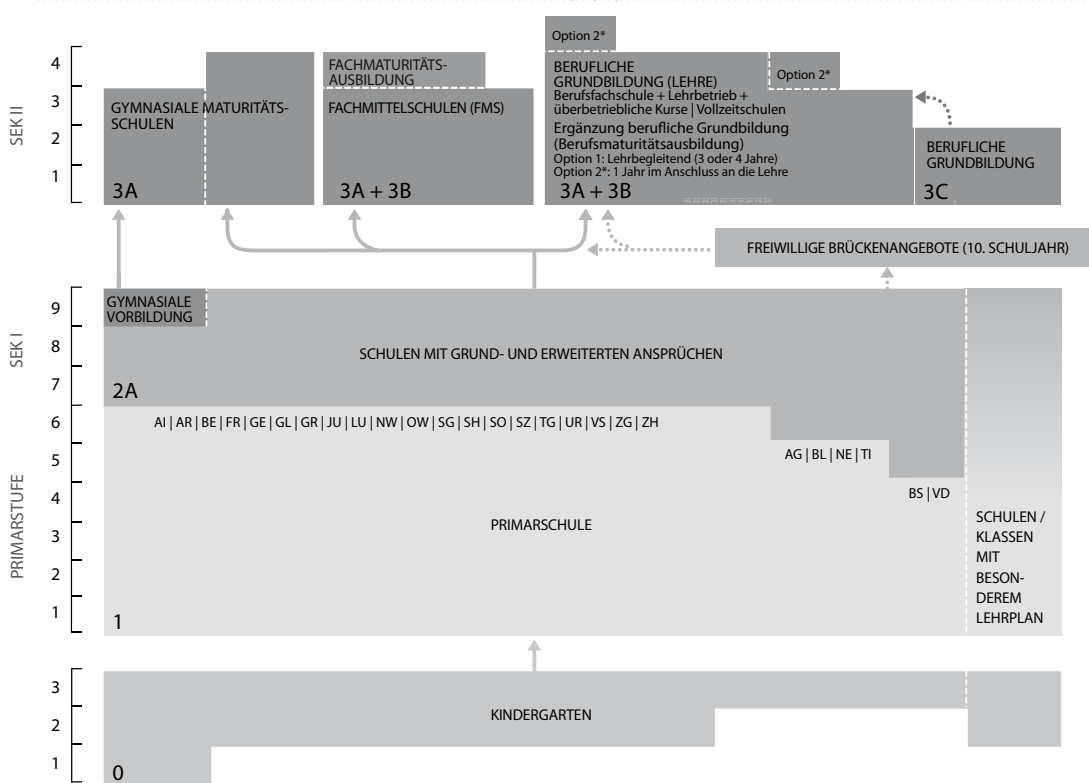 SEK II
4
3
2
1
GYMNASIALE MATURITÄTS-
SCHULEN
3A
FACHMATURITÄTS-
AUSBILDUNG
FACHMITTELSCHULEN (FMS)
3A + 3B
Option 2*
BERUFLICHE
GRUNDBILDUNG (LEHRE)
Berufsfachschule + Lehrbetrieb +
überbetriebliche Kurse | Vollzeitschulen
Ergänzung berufliche Grundbildung
(Berufsmaturitätsausbildung)
Option 1: Lehrbegleitend (3 oder 4 Jahre)
Option 2*: 1 Jahr im Anschluss an die Lehre
3A + 3B
Option 2*
BERUFLICHE
GRUNDBILDUNG
3C
FREIWILLIGE BRÜCKENANGEBOTE (10. SCHULJAHR)
SEK I
9
8
7
GYMNASIALE
VORBILDUNG
SCHULEN MIT GRUND- UND ERWEITERTEN ANSPRÜCHEN
2A
PRIMARSTUFE
6
5
4
3
2
1
AI | AR | BE | FR | GE | GL | GR | JU | LU | NW | OW | SG | SH | SO | SZ | TG | UR | VS | ZG | ZH
AG | BL | NE | TI
BS | VD
PRIMARSCHULE
1
SCHULEN /
KLASSEN
MIT
BESON-
DEREM
LEHRPLAN
3
2
1
KINDERGARTEN
0